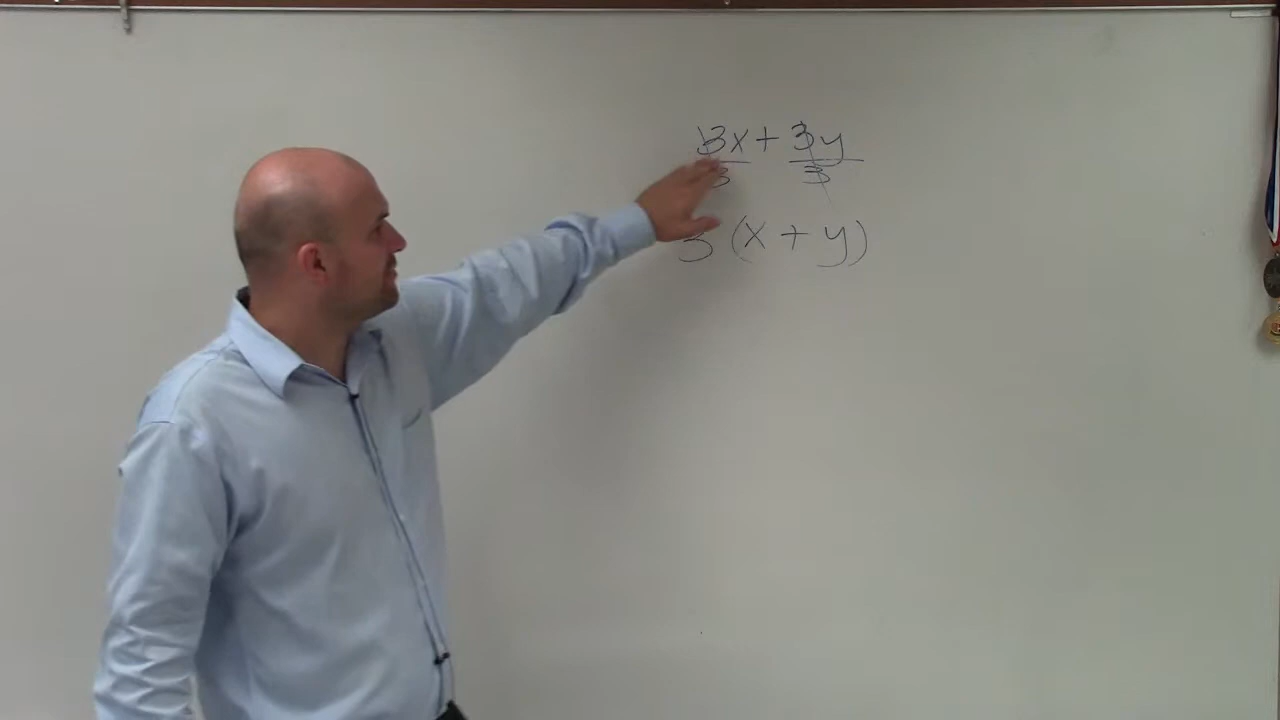 3x + 3y
3 3
3 (x + y)